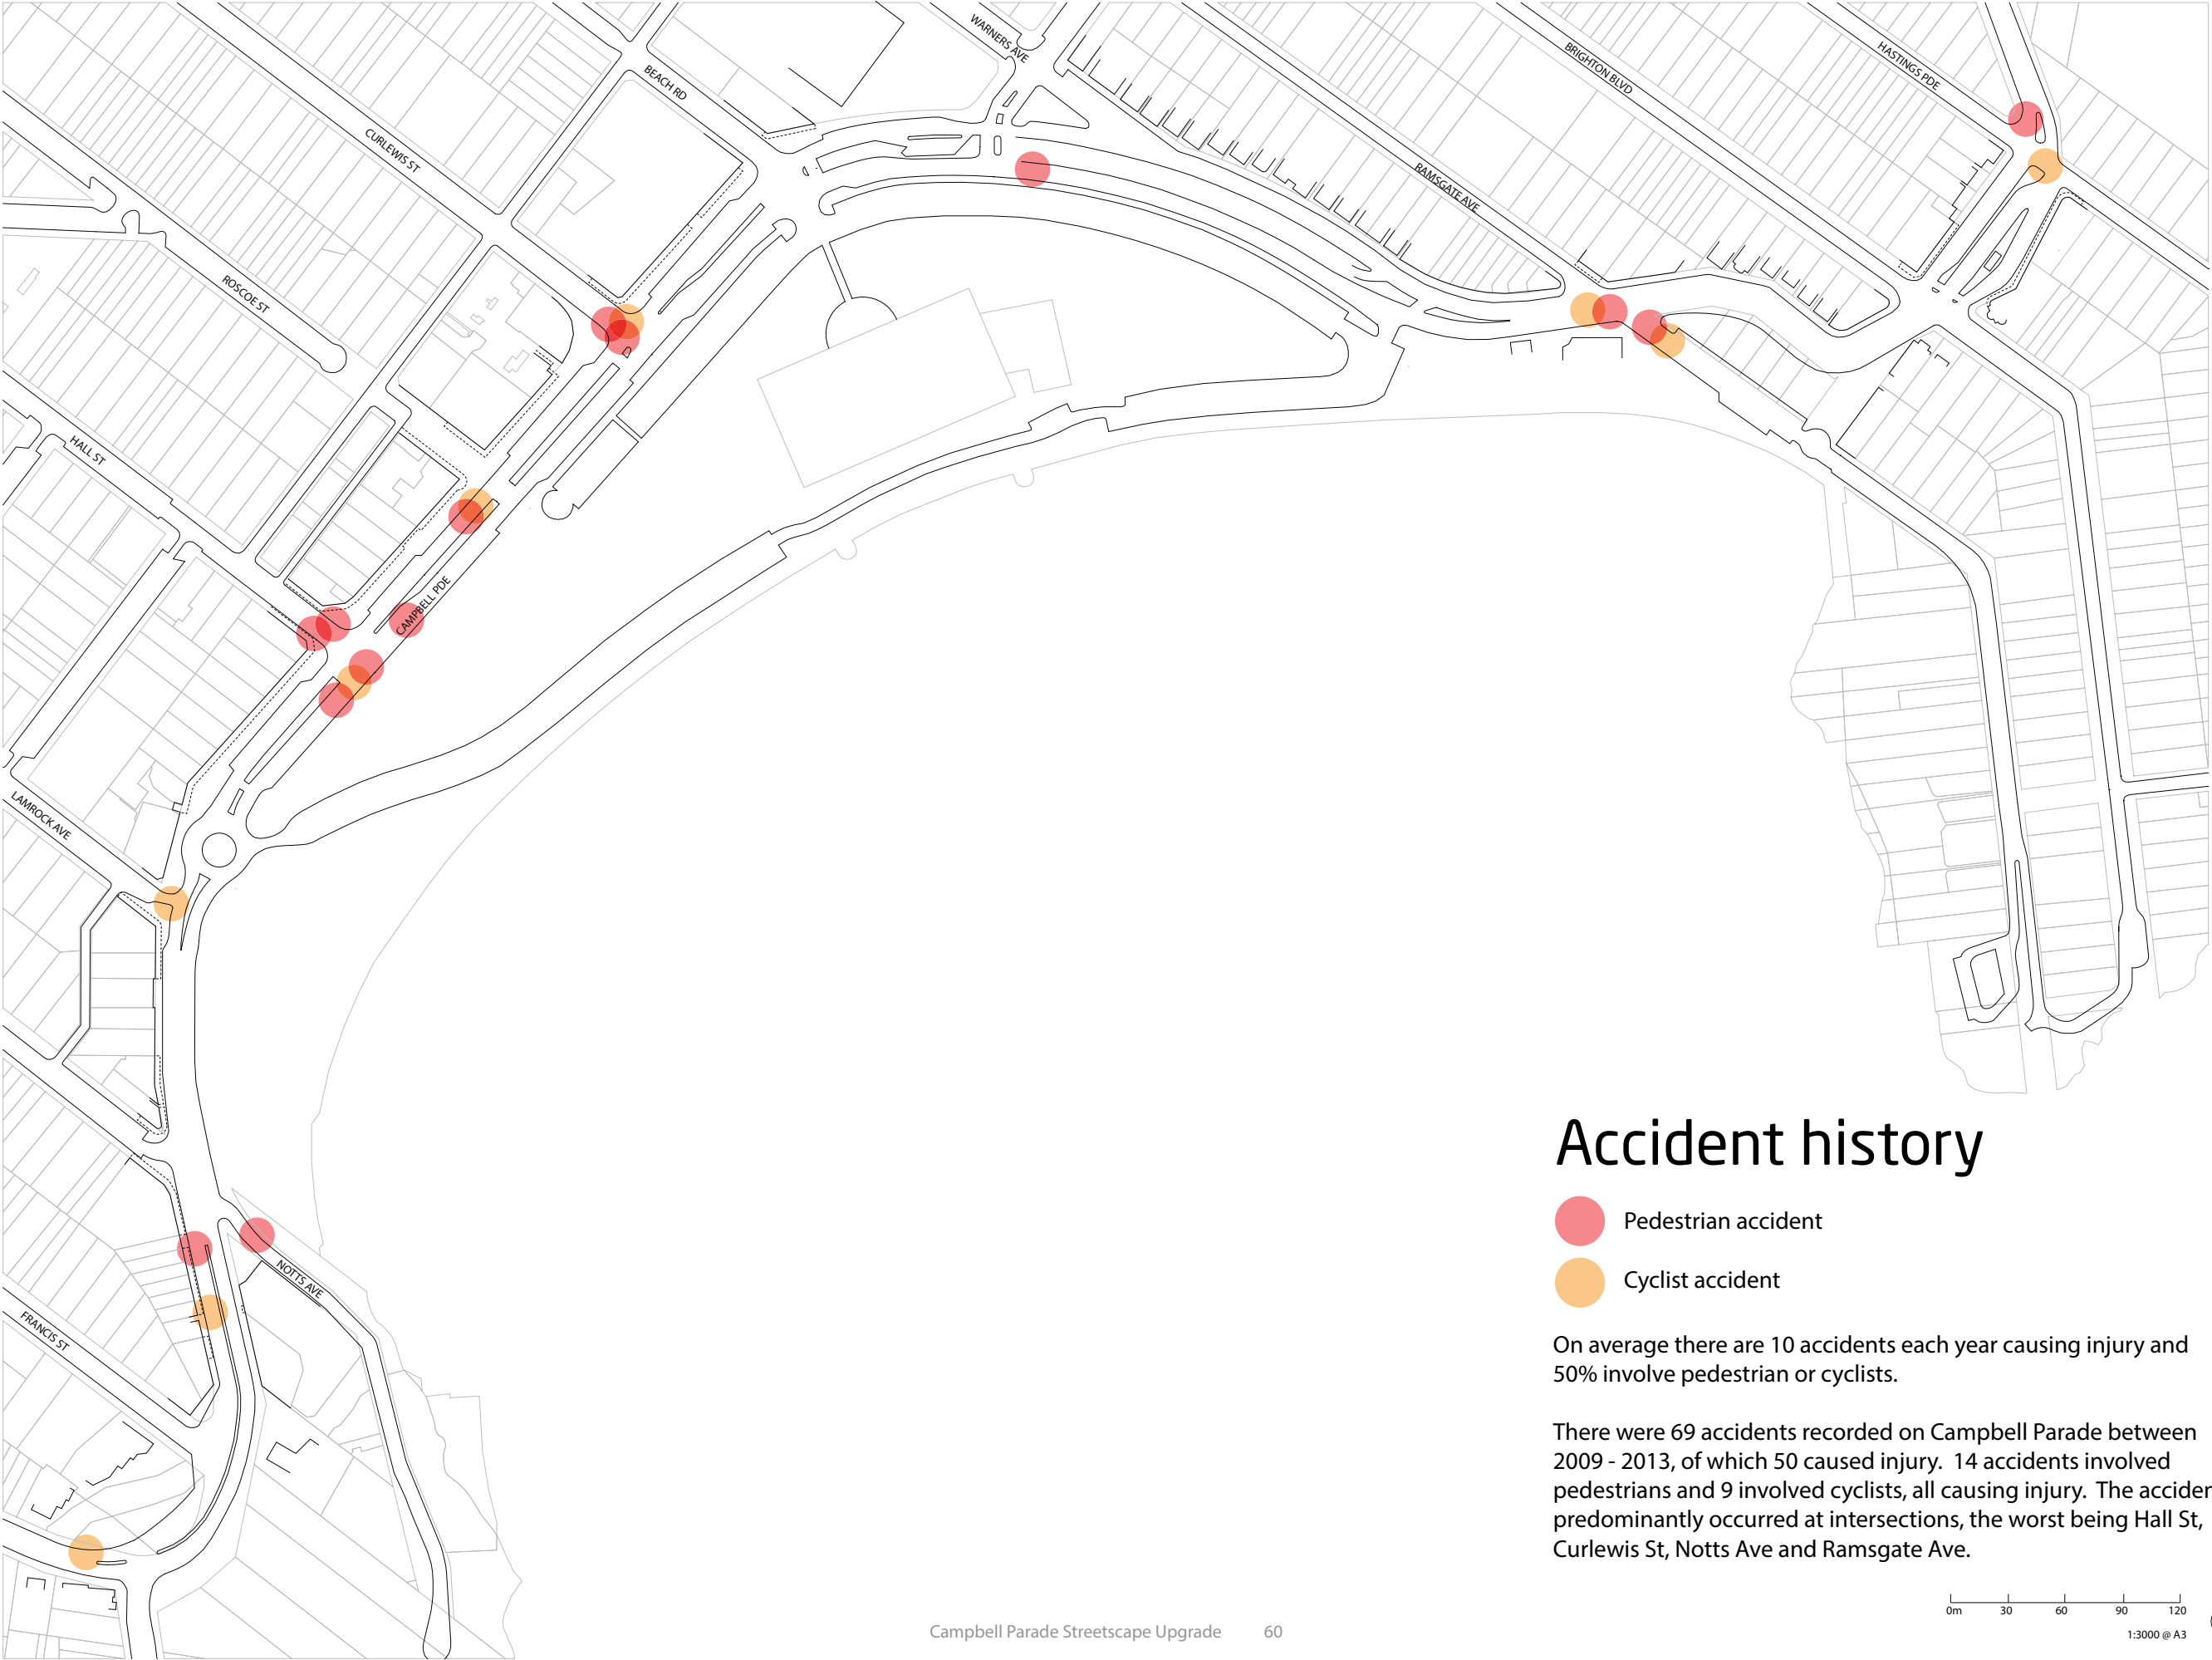 WARNERS AVE
BEACH RD
BRIGHTON BLVD
HASTINGS PDE
CURLEWIS ST
RAMSGATE AVE
ROSCOE ST
HALL ST
CAMPBELL PDE
LAMROCK AVE
NOTTS AVE
FRANCIS ST
Accident history
Pedestrian accident
Cyclist accident
On average there are 10 accidents each year causing injury and
50% involve pedestrian or cyclists.
There were 69 accidents recorded on Campbell Parade between
2009 - 2013, of which 50 caused injury.  14 accidents involved
pedestrians and 9 involved cyclists, all causing injury.  The
predominantly occurred at intersections, the worst being Hall St,
Curlewis St, Notts Ave and Ramsgate Ave.
0m 30 60 90 120
1:3000 @ A3
Campbell Parade Streetscape Upgrade 60